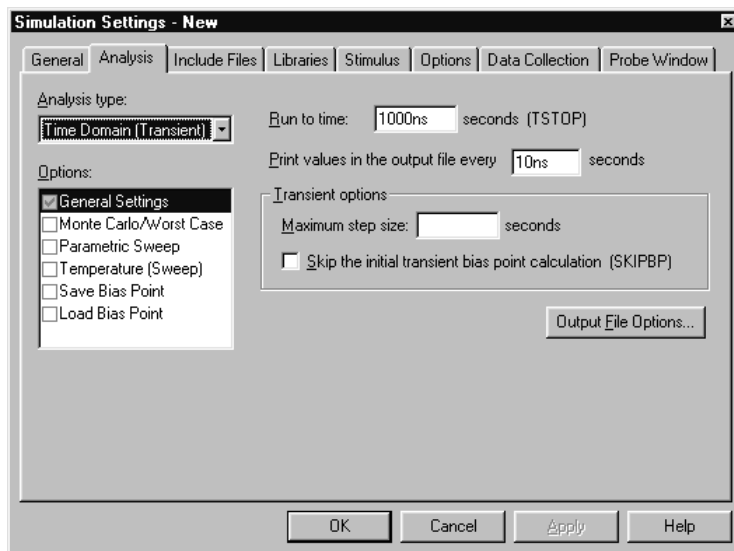 Simulation Settings - New
General Analysis Include Files Libraries Stimulus Options Data Collection Probe Window
Analysis type:
Time Domain (Transient)
Options:
General Settings
Monte Carlo/Worst Case
Parametric Sweep
Temperature (Sweep)
Save Bias Point
Load Bias Point
Run to time: 1000ns seconds (TSTOP)
Print values in the output file every 10ns seconds
Transient options
Maximum step size: seconds
Skip the initial transient bias point calculation (SKIPBP)
Output File Options...
OK Cancel Apply Help